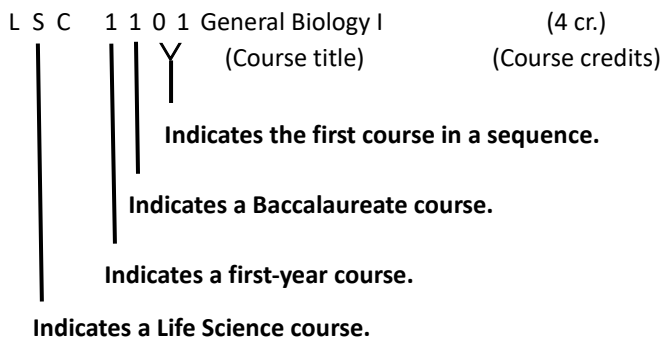 L S C 1 1 0 1 General Biology I (4 cr.)
(Course title) (Course credits)
Indicates the first course in a sequence.
Indicates a Baccalaureate course.
Indicates a first-year course.
Indicates a Life Science course.